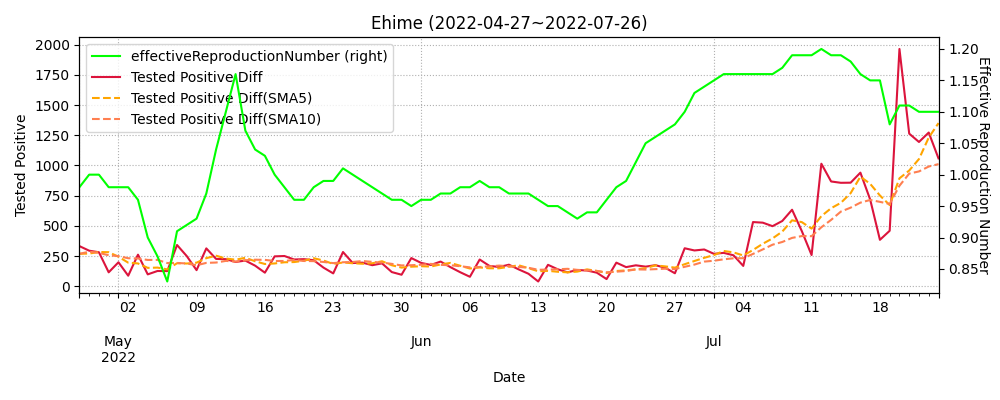 Ehime (2022-04-27~2022-07-26)
effectiveReproductionNumber (right)
Tested Positive Diff
Tested Positive Diff(SMA5)
Tested Positive Diff(SMA10)
Tested Positive
2000
1750
1500
1250
1000
750
500
250
0
1.20
1.15
1.10
1.05
1.00
0.95
0.90
0.85
Effective Reproduction Number
02 09 16 23 30 06 13 20 27 04 11 18
May Jun Jul
2022
Date